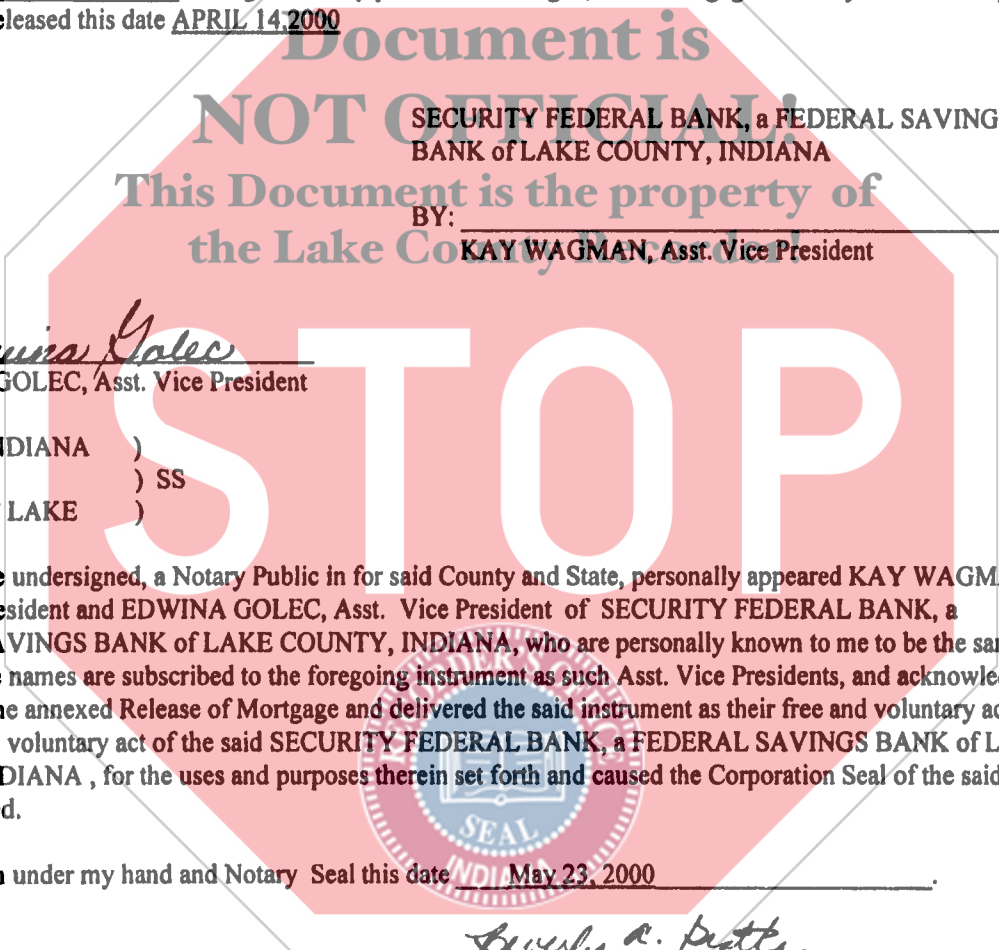 eleased this date APRIL 14,2000
Document is
NOT OFFICIAL!
SECURITY FEDERAL BANK, a FEDERAL SAVING
BANK of LAKE COUNTY, INDIANA
This Document is the property of
BY:
the Lake County Recorder!
KAY WAGMAN, Asst. Vice President
Golec
GOLEC, Asst. Vice President
STOP
NDIANA )
) SS
LAKE )
e undersigned, a Notary Public in for said County and State, personally appeared KAY WAGM
esident and EDWINA GOLEC, Asst. Vice President of SECURITY FEDERAL BANK, a
AVINGS BANK of LAKE COUNTY, INDIANA, who are personally known to me to be the sa
e names are subscribed to the foregoing instrument as such Asst. Vice Presidents, and acknowle
he annexed Release of Mortgage and delivered the said instrument as their free and voluntary ac
voluntary act of the said SECURITY FEDERAL BANK, a FEDERAL SAVINGS BANK of L
DIANA , for the uses and purposes therein set forth and caused the Corporation Seal of the said
d.
RECORDER'S OFFICE
SEAL
INDIANA
under my hand and Notary Seal this date May 23, 2000.
Beverly A.